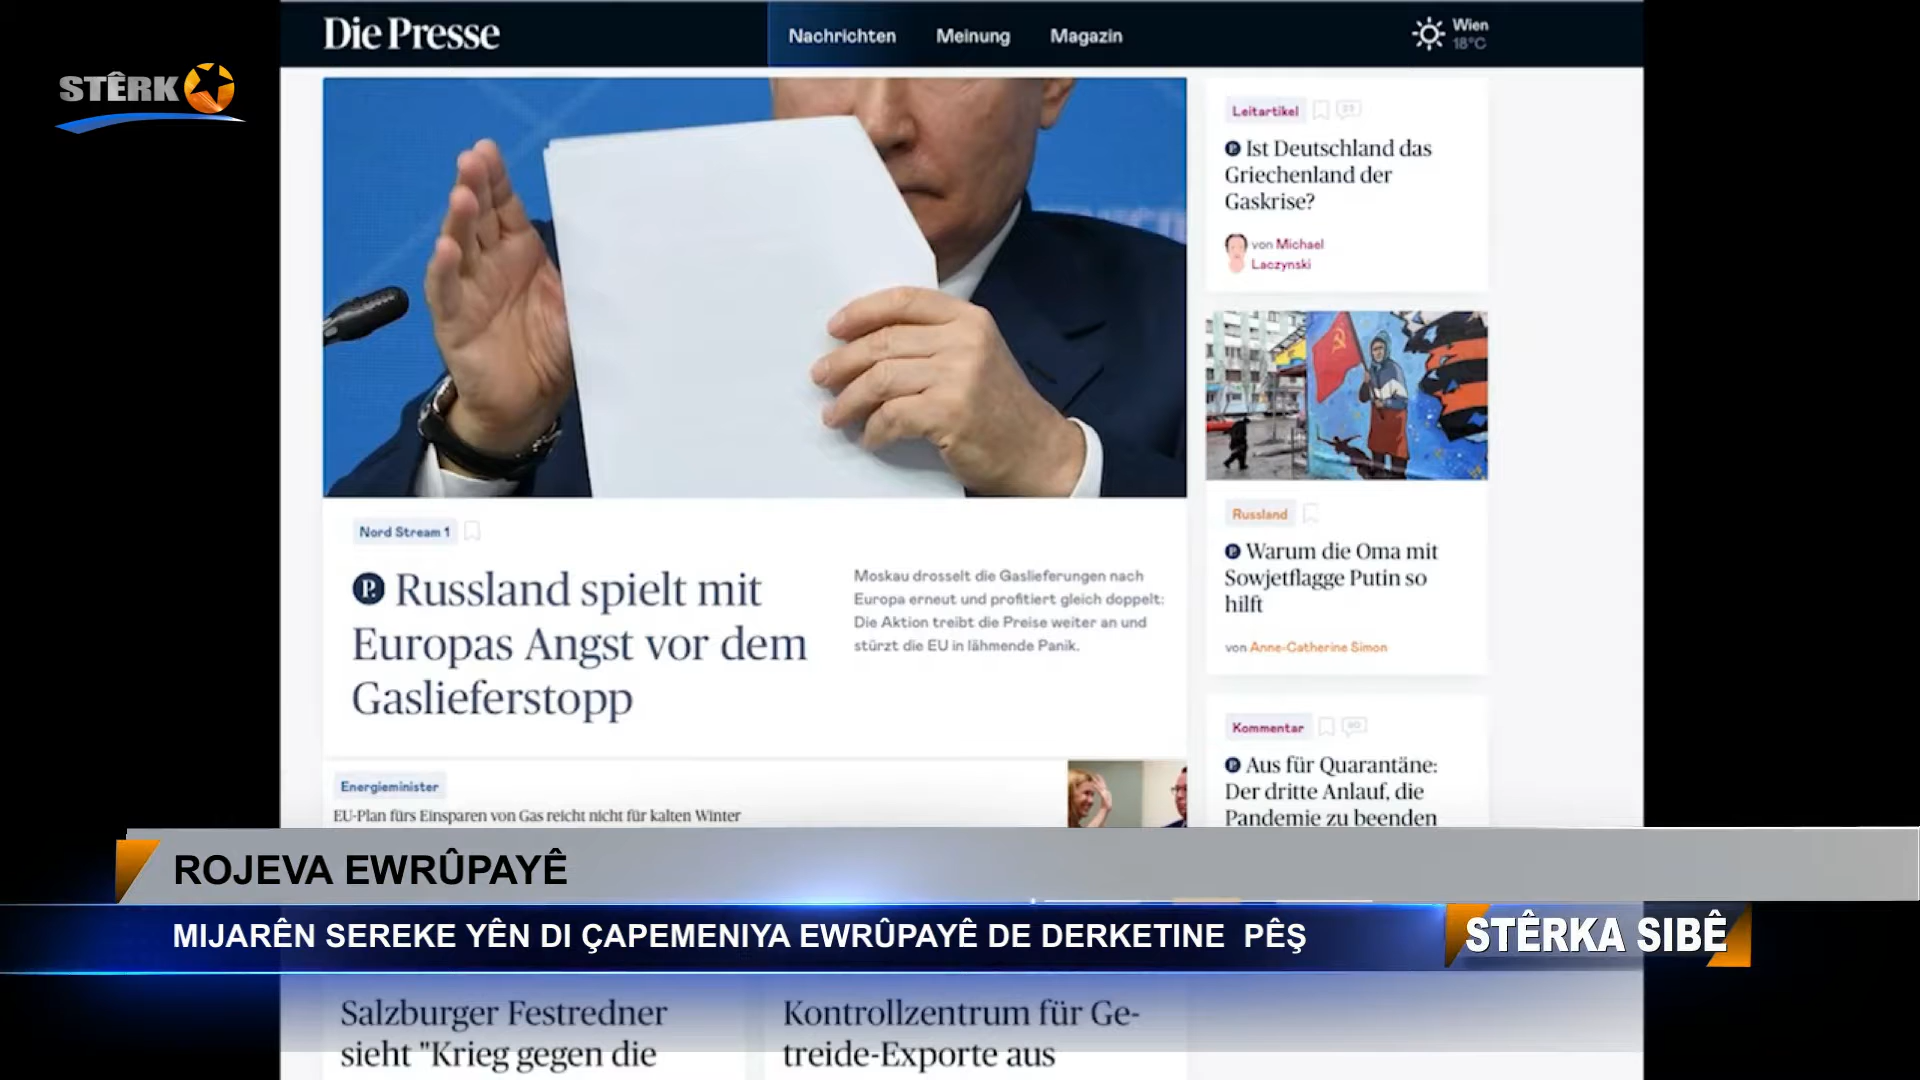 Die Presse
Nachrichten Meinung Magazin
Wien
18°C
STÊRK
Leitartikel
Ist Deutschland das
Griechenland der
Gaskrise?
von Michael
Laczynski
Nord Stream 1
Russland spielt mit
Europas Angst vor dem
Gaslieferstopp
Moskau drosselt die Gaslieferungen nach
Europa erneut und profitiert gleich doppelt:
Die Aktion treibt die Preise weiter an und
stürzt die EU in lähmende Panik.
Russland
Warum die Oma mit
Sowjetflagge Putin so
hilft
von Anne-Catherine Simon
Kommentar
Aus für Quarantäne:
Der dritte Anlauf, die
Pandemie zu beenden
Energieminister
EU-Plan fürs Einsparen von Gas reicht nicht für kalten Winter
ROJEVA EWRÛPAYÊ
MIJARÊN SEREKE YÊN DI ÇAPEMENIYA EWRÛPAYÊ DE DERKETINE PÊŞ
STÊRKA SIBÊ
Salzburger Festredner
sieht "Krieg gegen die
Kontrollzentrum für Ge-
treide-Exporte aus